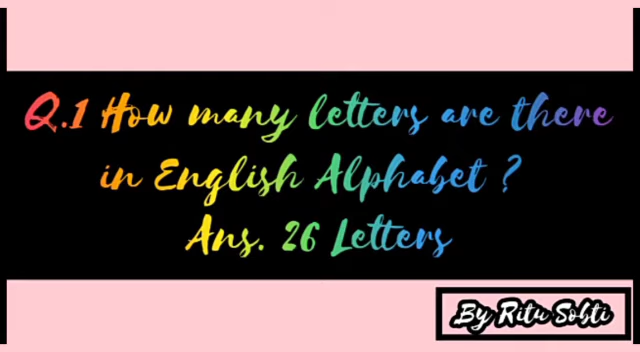 Q.1 How many letters are there
in English Alphabet ?
Ans. 26 Letters
By Ritu Sobti